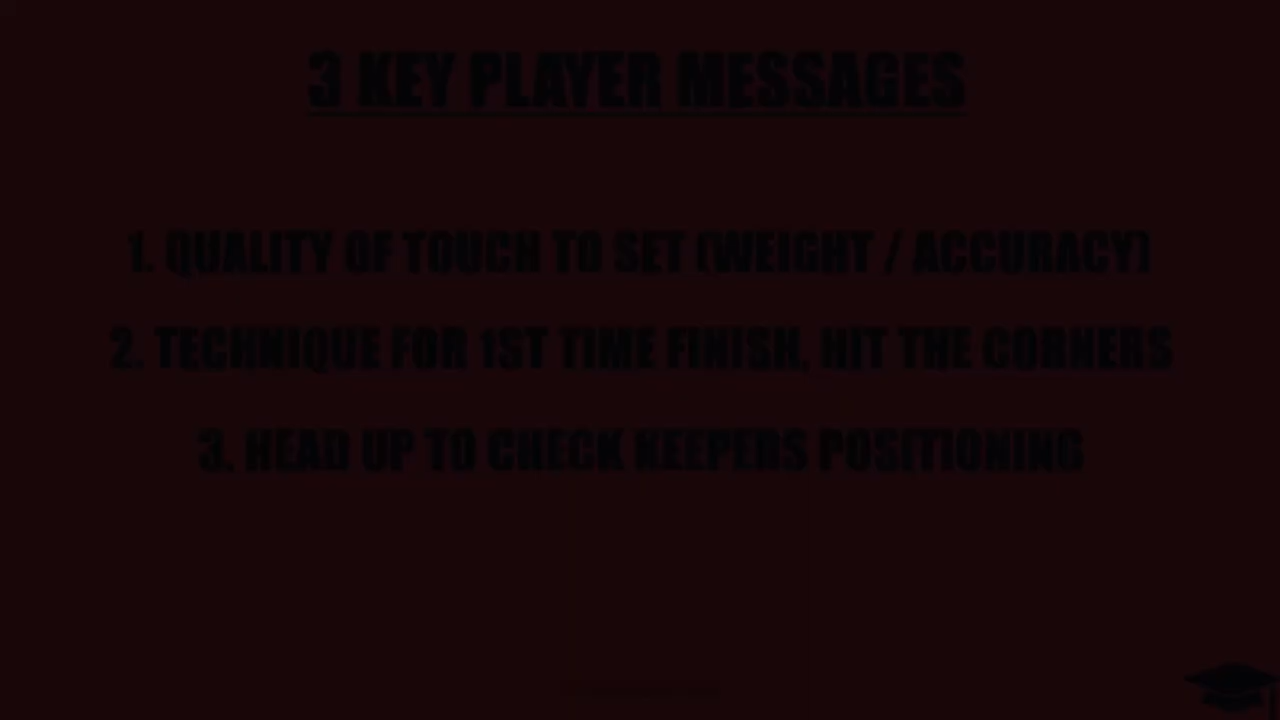 3 KEY PLAYER MESSAGES
1. QUALITY OF TOUCH TO SET (WEIGHT / ACCURACY)
2. TECHNIQUE FOR 1ST TIME FINISH, HIT THE CORNERS
3. HEAD UP TO CHECK KEEPERS POSITIONING